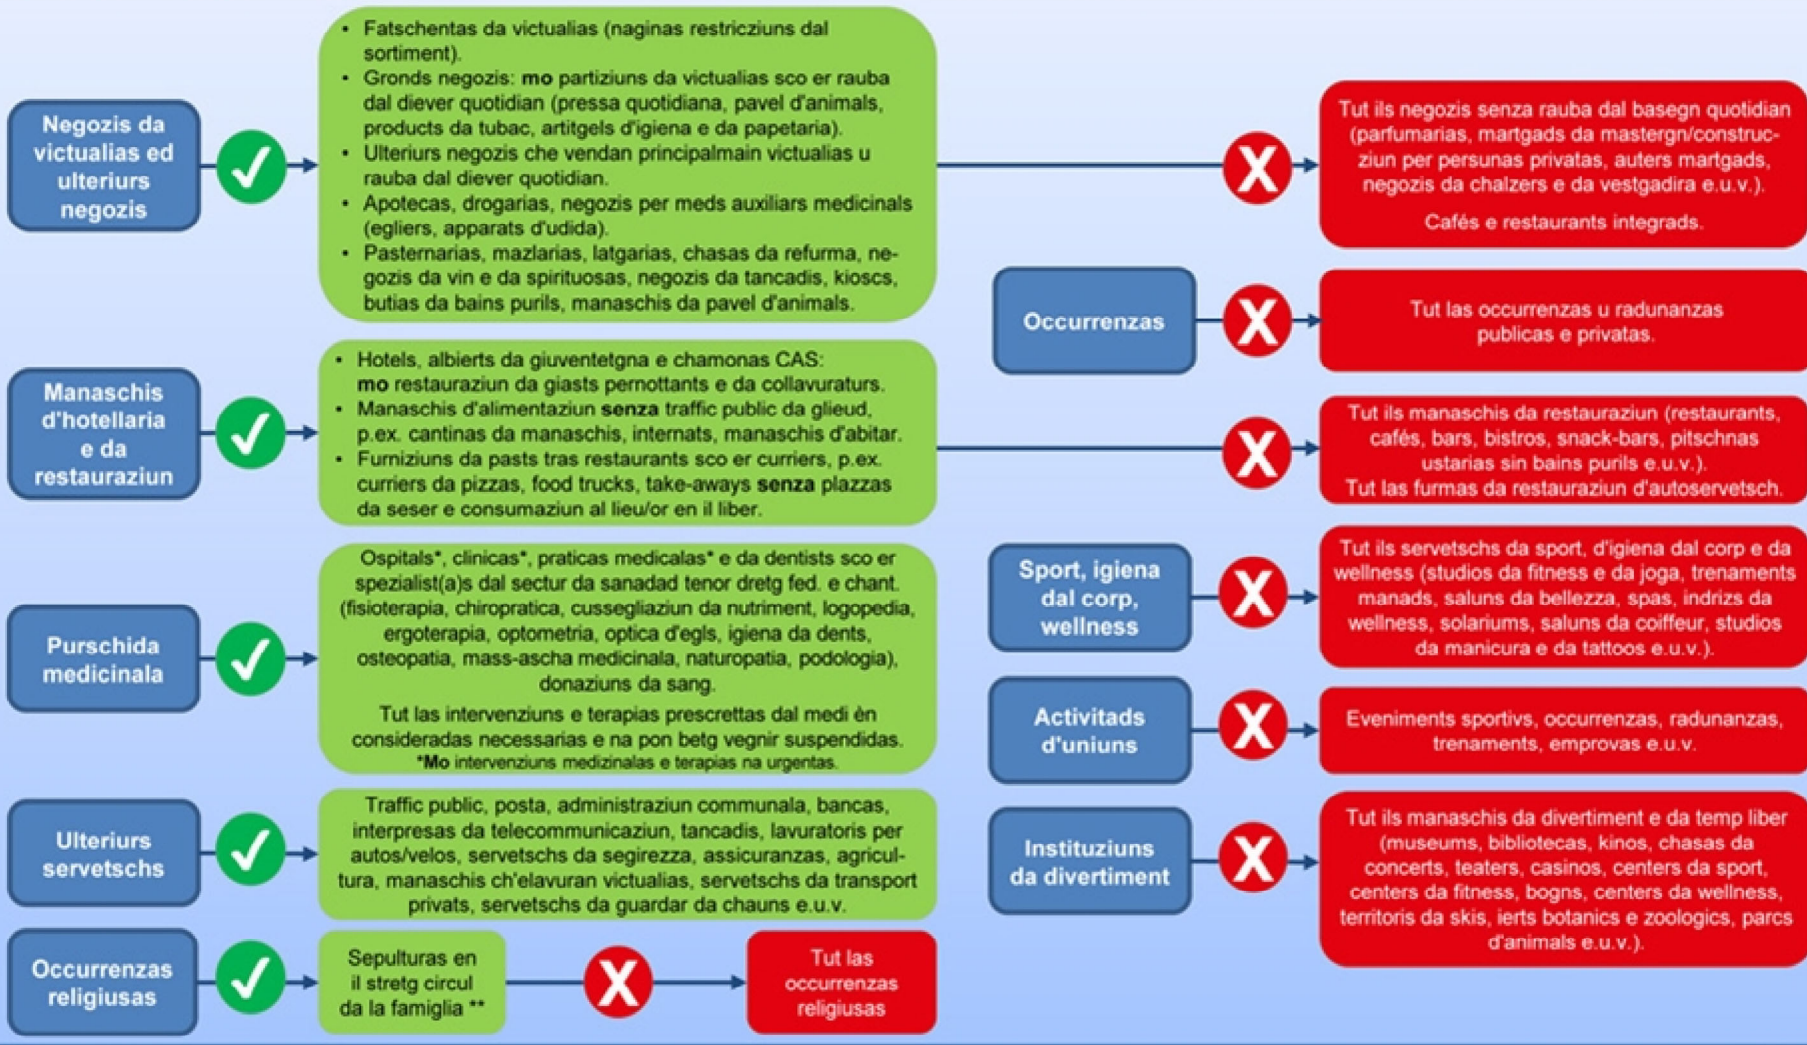 Negozis da
victualias ed
ulteriurs
negozis
• Fatschentas da victualias (naginas restricziuns dal
sortiment).
• Gronds negozis: mo partiziuns da victualias sco er rauba
dal diever quotidian (pressa quotidiana, pavel d'animals,
products da tubac, artitgels d'igiena e da papetaria).
• Ulteriurs negozis che vendan principalmain victualias u
rauba dal diever quotidian.
• Apotecas, drogarias, negozis per meds auxiliars medicinals
(egliers, apparats d'udida).
• Pasternarias, mazlarias, latgarias, chasas da refurma, ne-
gozis da vin e da spirituosas, negozis da tancadis, kioscs,
butias da bains purils, manaschis da pavel d'animals.
X
Tut ils negozis senza rauba dal basegn quotidian
(parfumarias, martgads da mastergn/construc-
ziun per persunas privatas, auters martgads,
negozis da chalzers e da vestgadira e.u.v.).
Cafés e restaurants integrads.
Occurrenzas
X
Tut las occurrenzas u radunanzas
publicas e privatas.
Manaschis
d'hotellaria
e da
restauraziun
• Hotels, albierts da giuventetgna e chamonas CAS:
mo restauraziun da giasts pernottants e da collavuraturs.
• Manaschis d'alimentaziun senza traffic public da glieud,
p.ex. cantinas da manaschis, internats, manaschis d'abitar.
• Furniziuns da pasts tras restaurants sco er curriers, p.ex.
curriers da pizzas, food trucks, take-aways senza plazzas
da seser e consumaziun al lieu/or en il liber.
X
Tut ils manaschis da restauraziun (restaurants,
cafés, bars, bistros, snack-bars, pitschnas
ustarias sin bains purils e.u.v.).
Tut las furmas da restauraziun d'autoservetsch.
Purschida
medicinala
Ospitals*, clinicas*, praticas medicalas* e da dentists sco er
spezialist(a)s dal sectur da sanadad tenor dretg fed. e chant.
(fisioterapia, chiropratica, cussegliaziun da nutriment, logopedia,
ergoterapia, optometria, optica d'egls, igiena da dents,
osteopatia, mass-ascha medicinala, naturopatia, podologia),
donaziuns da sang.
Tut las intervenziuns e terapias prescrettas dal medi èn
consideradas necessarias e na pon betg vegnir suspendidas.
*Mo intervenziuns medizinalas e terapias na urgentas.
Sport, igiena
dal corp,
wellness
X
Tut ils servetschs da sport, d'igiena dal corp e da
wellness (studios da fitness e da joga, trenaments
manads, saluns da bellezza, spas, indrizs da
wellness, solariums, saluns da coiffeur, studios
da manicura e da tattoos e.u.v.).
Activitads
d'uniuns
X
Eveniments sportivs, occurrenzas, radunanzas,
trenaments, emprovas e.u.v.
Ulteriurs
servetschs
Traffic public, posta, administraziun communala, bancas,
interpresas da telecommunicaziun, tancadis, lavuratoris per
autos/velos, servetschs da segirezza, assicuranzas, agricul-
tura, manaschis ch'elavuran victualias, servetschs da transport
privats, servetschs da guardar da chauns e.u.v.
Instituziuns
da divertiment
X
Tut ils manaschis da divertiment e da temp liber
(museums, bibliotecas, kinos, chasas da
concerts, teaters, casinos, centers da sport,
centers da fitness, bogns, centers da wellness,
territoris da skis, ierts botanics e zoologics, parcs
d'animals e.u.v.).
Occurrenzas
religiusas
Sepulturas en
il stretg circul
da la famiglia **
X
Tut las
occurrenzas
religiusas